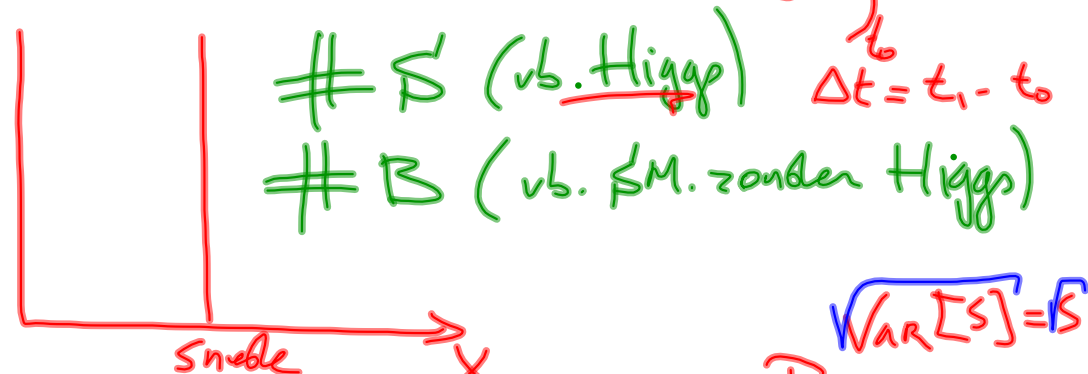 t₀
# S (vb. Higgs)
Δt = t₁ - t₀
# B (vb. SM. zonder Higgs)
√VAR[S] = √S
snede
X